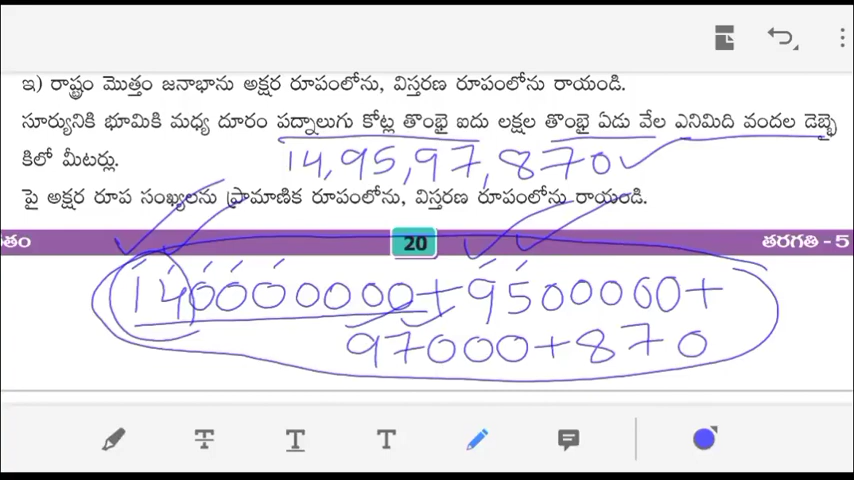 ఇ) రాష్ట్రం మొత్తం జనాభాను అక్షర రూపంలోను, విస్తరణ రూపంలోను రాయండి.
సూర్యునికి భూమికి మధ్య దూరం పద్నాలుగు కోట్ల తొంభై ఐదు లక్షల తొంభై ఏడు వేల ఎనిమిది వందల డెబ్భై
కిలో మీటర్లు. 14,95,97,870
పై అక్షర రూప సంఖ్యలను ప్రామాణిక రూపంలోను, విస్తరణ రూపంలోను రాయండి.
తం 20 తరగతి - 5
140000000+9500000+
97000+870
T T T